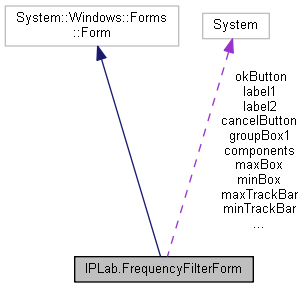 System::Windows::Forms
::Form
System
okButton
label1
label2
cancelButton
groupBox1
components
maxBox
minBox
maxTrackBar
minTrackBar
...
IPLab.FrequencyFilterForm